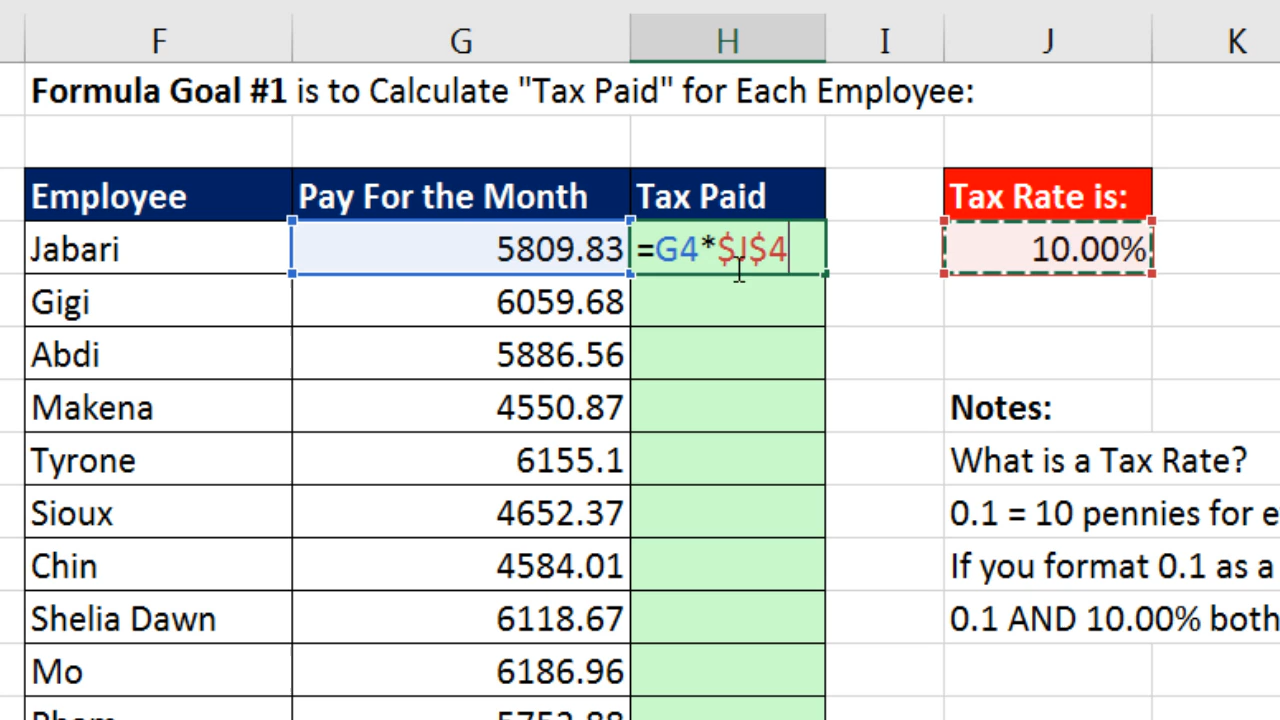 F G H I J K
Formula Goal #1 is to Calculate "Tax Paid" for Each Employee:
Employee Pay For the Month Tax Paid Tax Rate is:
Jabari 5809.83 =G4*$J$4 10.00%
Gigi 6059.68
Abdi 5886.56
Makena 4550.87 Notes:
Tyrone 6155.1 What is a Tax Rate?
Sioux 4652.37 0.1 = 10 pennies for e
Chin 4584.01 If you format 0.1 as a
Shelia Dawn 6118.67 0.1 AND 10.00% both
Mo 6186.96